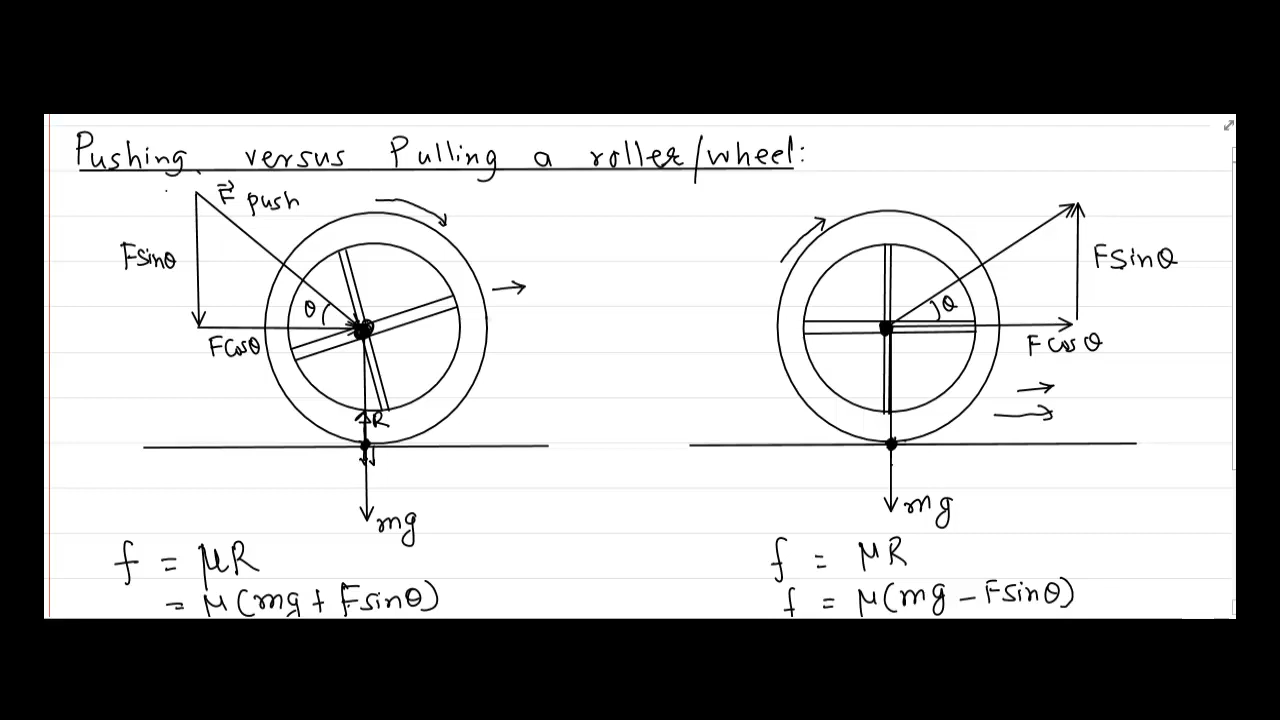 Pushing versus Pulling a roller/wheel:
F⃗ push
Fsinθ
θ
Fcosθ
R
mg
f = μR
= μ(mg + Fsinθ)
Fsinθ
θ
Fcosθ
mg
f = μR
f = μ(mg - Fsinθ)